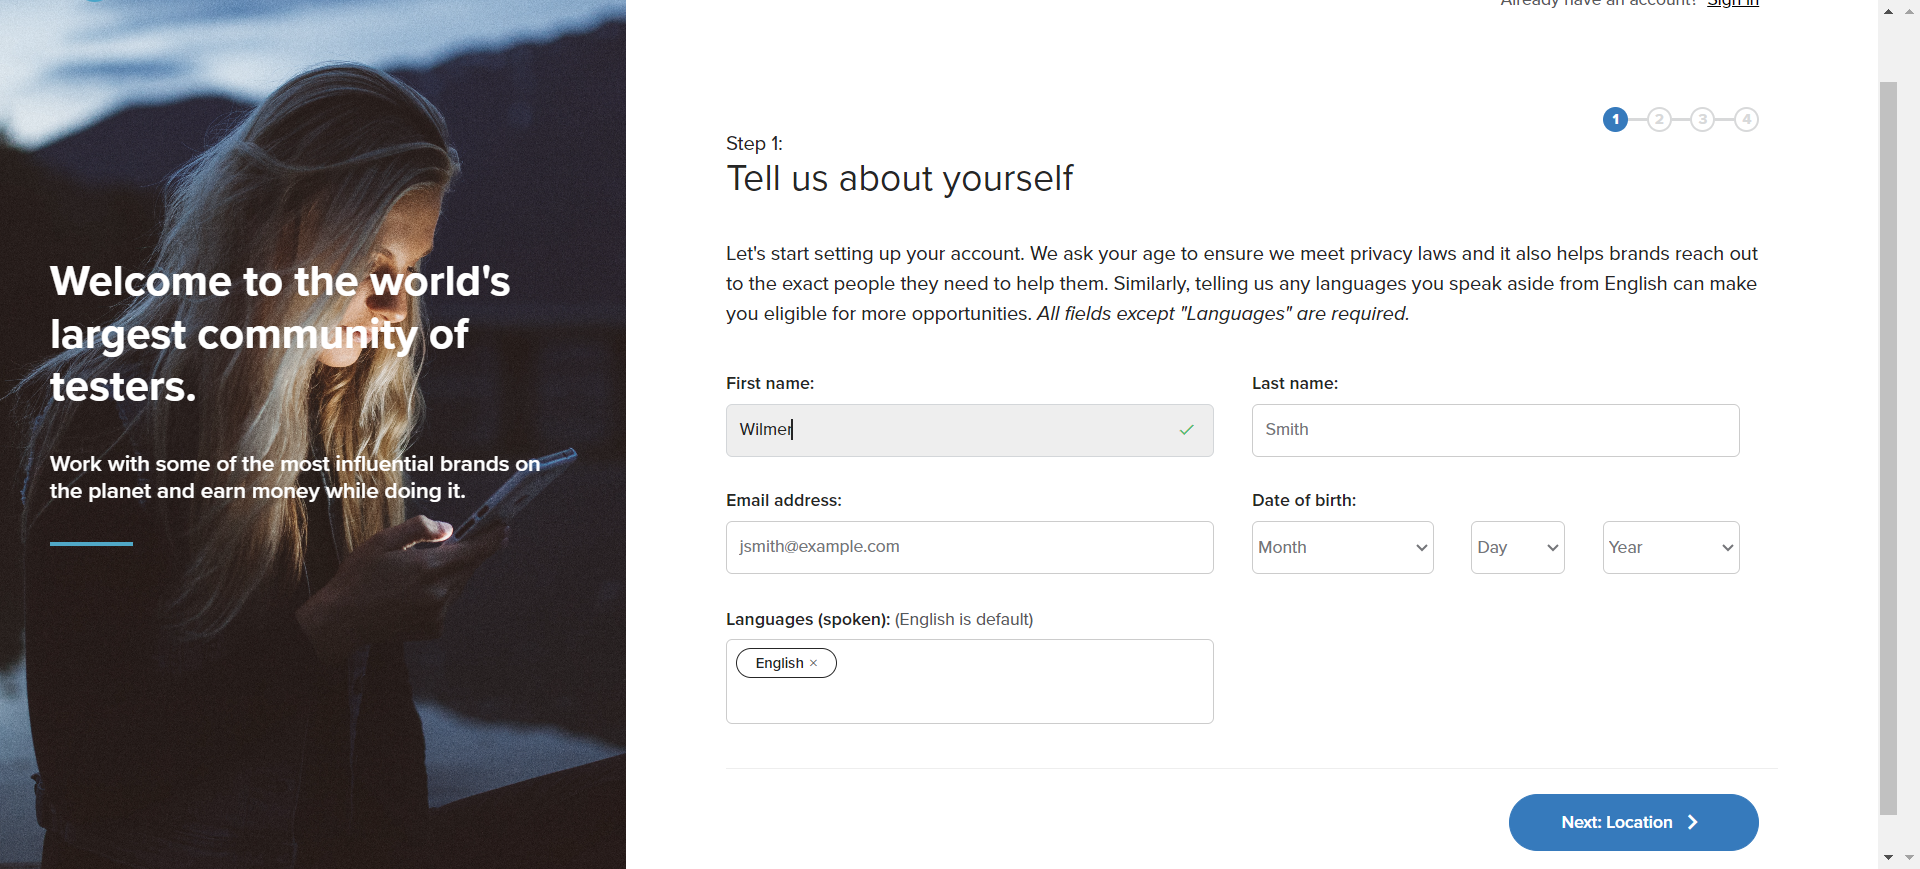 Already have an account? Sign in
1 2 3 4
Step 1:
Tell us about yourself
Welcome to the world's
largest community of
testers.
Work with some of the most influential brands on
the planet and earn money while doing it.
Let's start setting up your account. We ask your age to ensure we meet privacy laws and it also helps brands reach out
to the exact people they need to help them. Similarly, telling us any languages you speak aside from English can make
you eligible for more opportunities. All fields except "Languages" are required.
First name:
Wilmer
Last name:
Smith
Email address:
jsmith@example.com
Date of birth:
Month Day Year
Languages (spoken): (English is default)
English ×
Next: Location